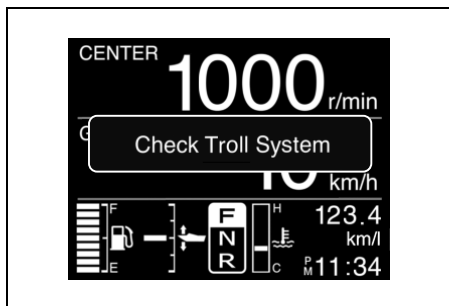 CENTER
1000 r/min
G
Check Troll System
km/h
F
E
F
N
R
H
C
123.4
km/l
PM 11:34